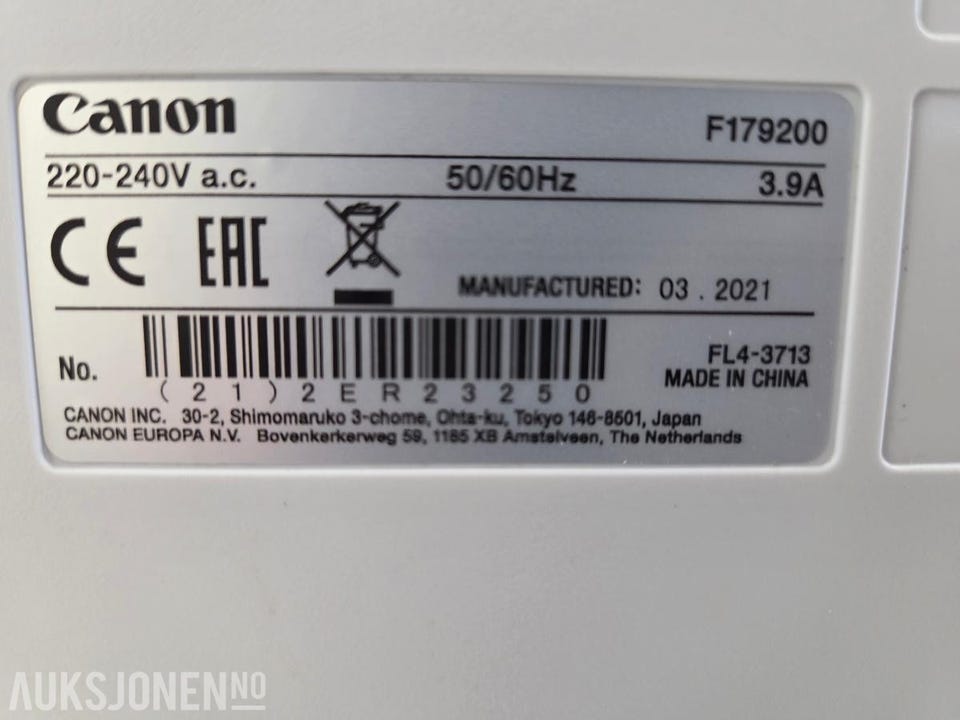 Canon
F179200
220-240V a.c. 50/60Hz 3.9A
CE EAC
MANUFACTURED: 03 . 2021
No.
(21)2ER23250
FL4-3713
MADE IN CHINA
CANON INC. 30-2, Shimomaruko 3-chome, Ohta-ku, Tokyo 146-8501, Japan
CANON EUROPA N.V. Bovenkerkerweg 59, 1185 XB Amstelveen, The Netherlands
AUKSJONEN NO